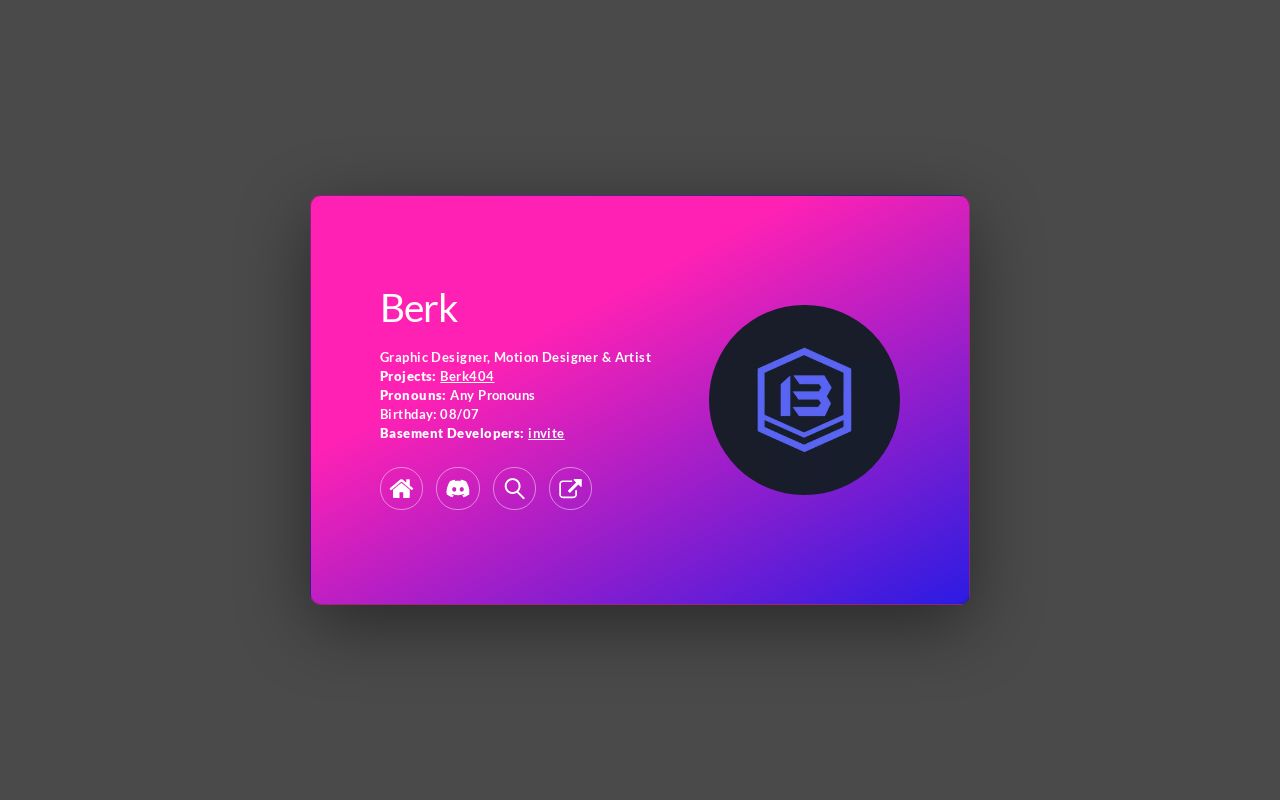 Berk
Graphic Designer, Motion Designer & Artist
Projects: Berk404
Pronouns: Any Pronouns
Birthday: 08/07
Basement Developers: invite